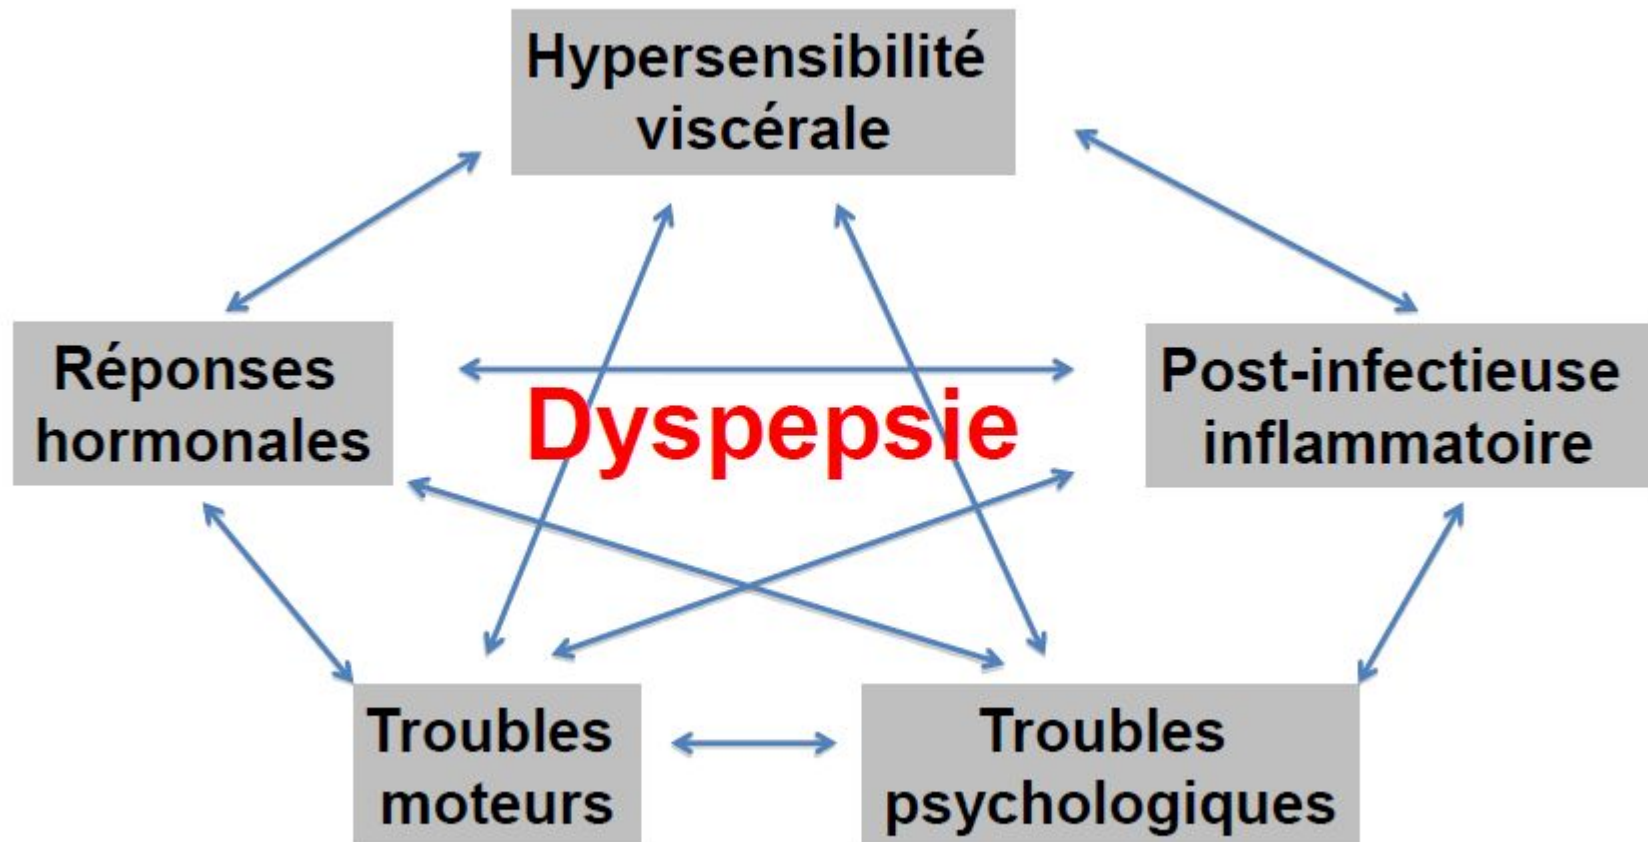 Hypersensibilité
viscérale
Réponses
hormonales
Dyspepsie
Post-infectieuse
inflammatoire
Troubles
moteurs
Troubles
psychologiques